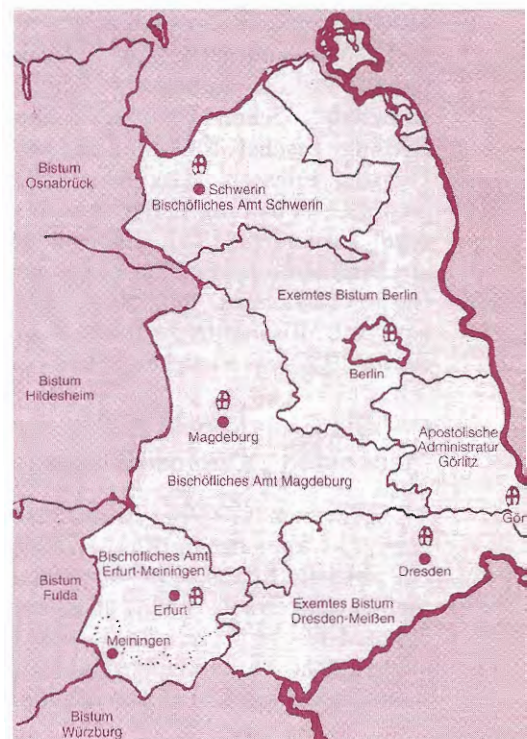 Bistum
Osnabrück
Schwerin
Bischöfliches Amt Schwerin
Exemtes Bistum Berlin
Berlin
Bistum
Hildesheim
Magdeburg
Apostolische
Administratur
Görlitz
Bischöfliches Amt Magdeburg
Gör
Bischöfliches Amt
Erfurt-Meiningen
Dresden
Bistum
Fulda
Erfurt
Exemtes Bistum
Dresden-Meißen
Meiningen
Bistum
Würzburg